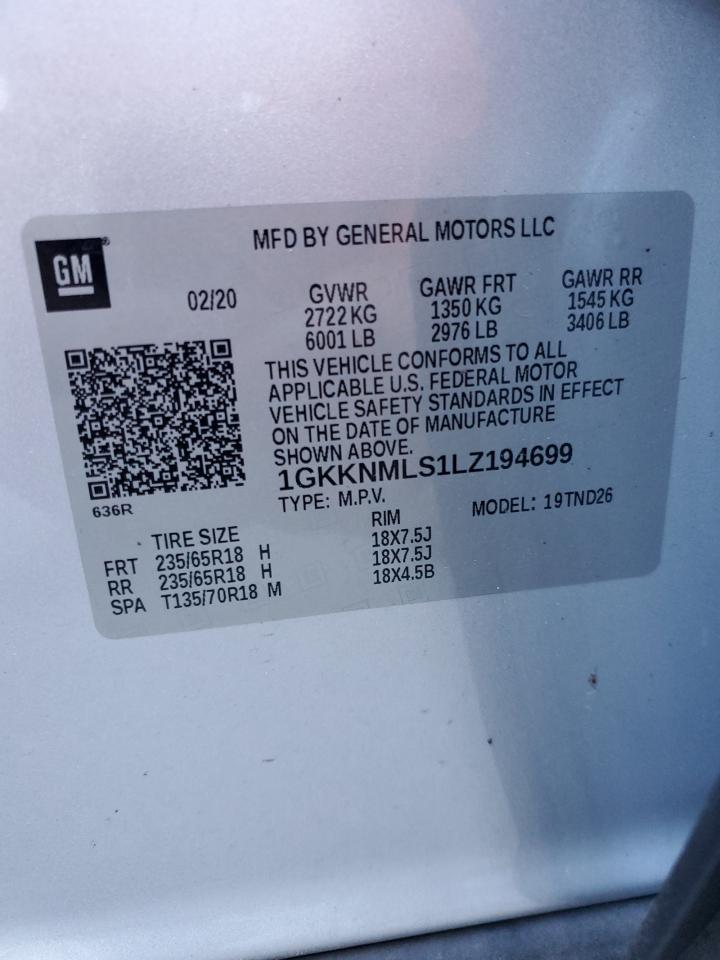 MFD BY GENERAL MOTORS LLC
GM®
02/20
GVWR GAWR FRT GAWR RR
2722 KG 1350 KG 1545 KG
6001 LB 2976 LB 3406 LB
THIS VEHICLE CONFORMS TO ALL
APPLICABLE U.S. FEDERAL MOTOR
VEHICLE SAFETY STANDARDS IN EFFECT
ON THE DATE OF MANUFACTURE
SHOWN ABOVE.
1GKKNMLS1LZ194699
TYPE: M.P.V. MODEL: 19TND26
636R
TIRE SIZE RIM
FRT 235/65R18 H 18X7.5J
RR 235/65R18 H 18X7.5J
SPA T135/70R18 M 18X4.5B